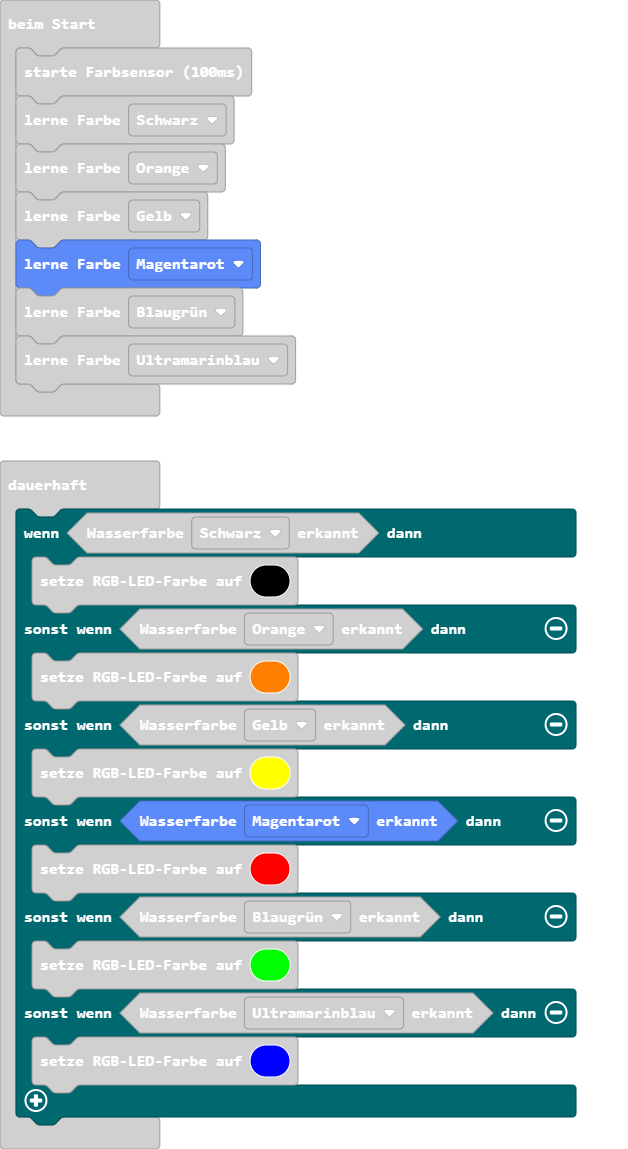 beim Start
starte Farbsensor (100ms)
lerne Farbe Schwarz
lerne Farbe Orange
lerne Farbe Gelb
lerne Farbe Magentarot
lerne Farbe Blaugrün
lerne Farbe Ultramarinblau
dauerhaft
wenn Wasserfarbe Schwarz erkannt dann
setze RGB-LED-Farbe auf
sonst wenn Wasserfarbe Orange erkannt dann
setze RGB-LED-Farbe auf
sonst wenn Wasserfarbe Gelb erkannt dann
setze RGB-LED-Farbe auf
sonst wenn Wasserfarbe Magentarot erkannt dann
setze RGB-LED-Farbe auf
sonst wenn Wasserfarbe Blaugrün erkannt dann
setze RGB-LED-Farbe auf
sonst wenn Wasserfarbe Ultramarinblau erkannt dann
setze RGB-LED-Farbe auf